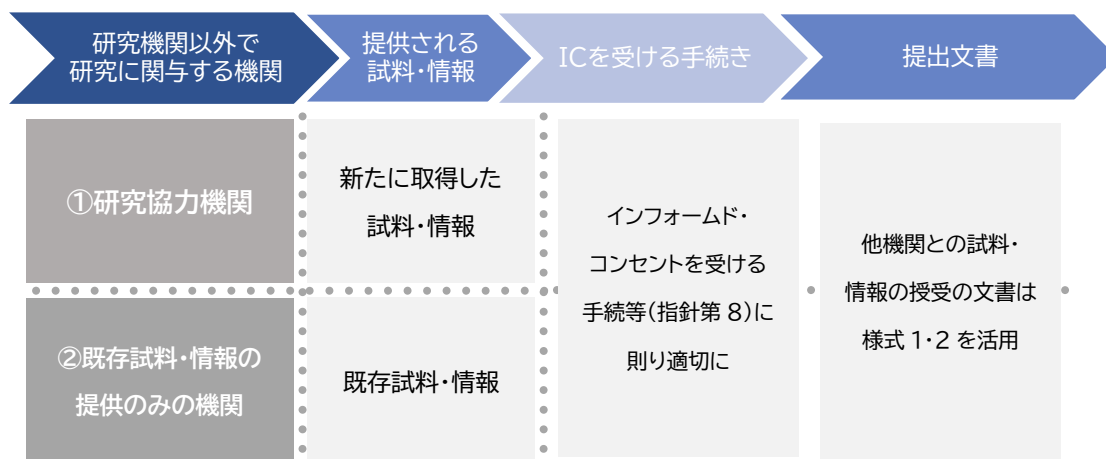 研究機関以外で
研究に関与する機関
提供される
試料・情報
ICを受ける手続き
提出文書
①研究協力機関
新たに取得した
試料・情報
インフォームド・
コンセントを受ける
手続等(指針第 8)に
則り適切に
他機関との試料・
情報の授受の文書は
様式 1・2 を活用
②既存試料・情報の
提供のみの機関
既存試料・情報